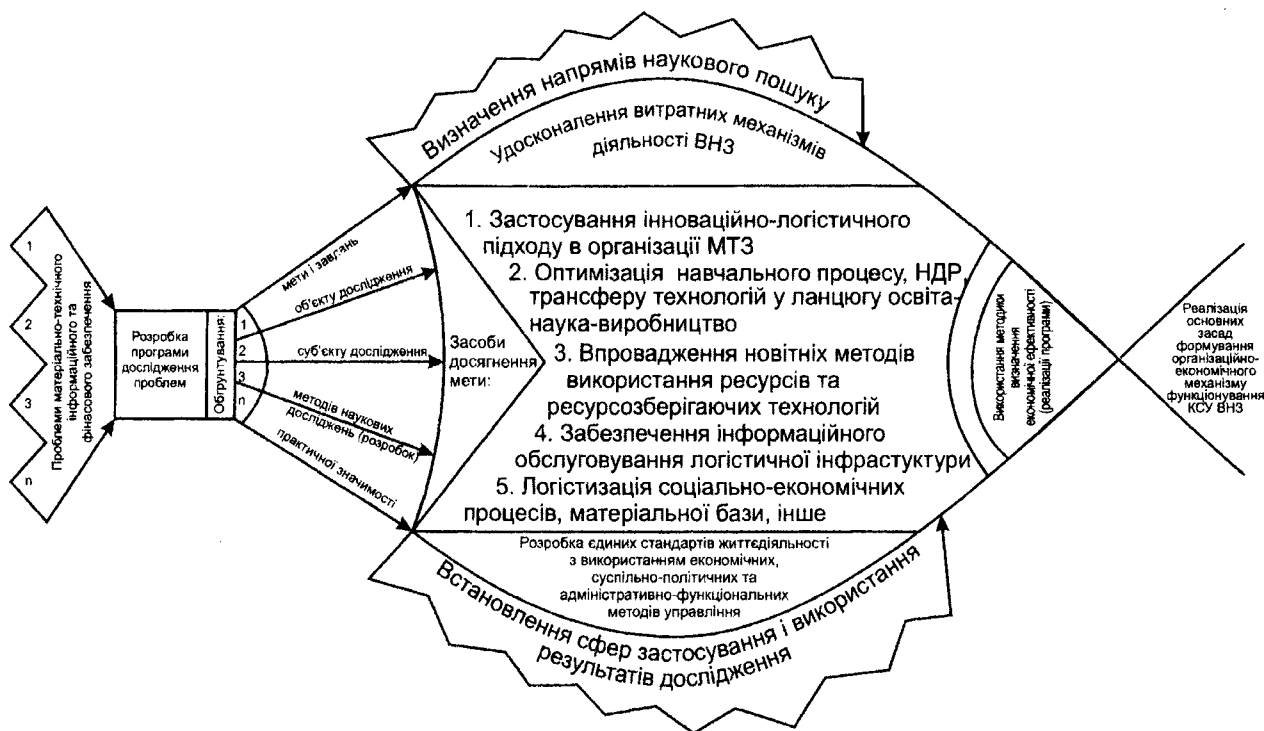 Визначення напрямів наукового пошуку
Удосконалення витратних механізмів
діяльності ВНЗ
1
2
3
n
Проблеми матеріально-технічного
інформаційного та
фінасового забезпечення
Розробка
програми
дослідження
проблем
Обґрунтування:
1
2
3
n
мети і завдань
об'єкту дослідження
суб'єкту дослідження
методів наукових
досліджень (розробок)
практичної значимості
Засоби
досягнення
мети:
1. Застосування інноваційно-логістичного
підходу в організації МТЗ
2. Оптимізація навчального процесу, НДР,
трансферу технологій у ланцюгу освіта-
наука-виробництво
3. Впровадження новітніх методів
використання ресурсів та
ресурсозберігаючих технологій
4. Забезпечення інформаційного
обслуговування логістичної інфраструктури
5. Логістизація соціально-економічних
процесів, матеріальної бази, інше
Використання методики
визначення
економічної ефективності
(реалізації програми)
Реалізація
основних засад
формування
організаційно-
економічного
механізму
функціонування
КСУ ВНЗ
Розробка єдиних стандартів життєдіяльності
з використанням економічних,
суспільно-політичних та
адміністративно-функціональних
методів управління
Встановлення сфер застосування і використання
результатів дослідження